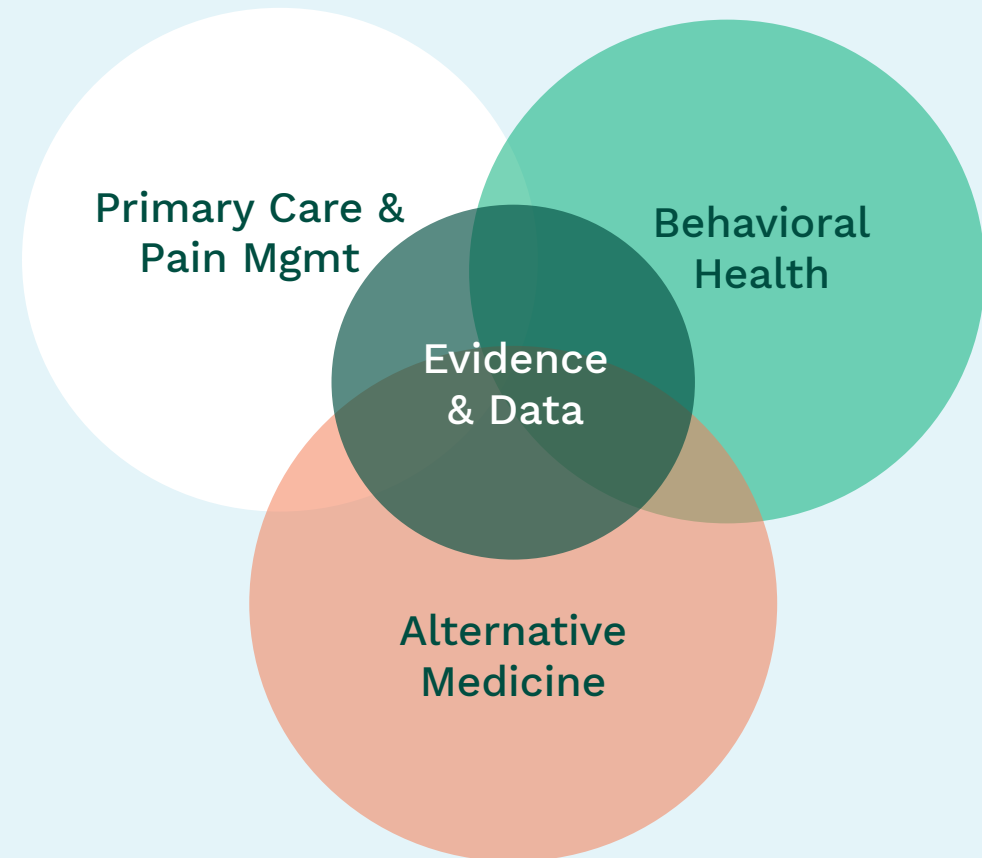 Primary Care &
Pain Mgmt
Behavioral
Health
Evidence
& Data
Alternative
Medicine